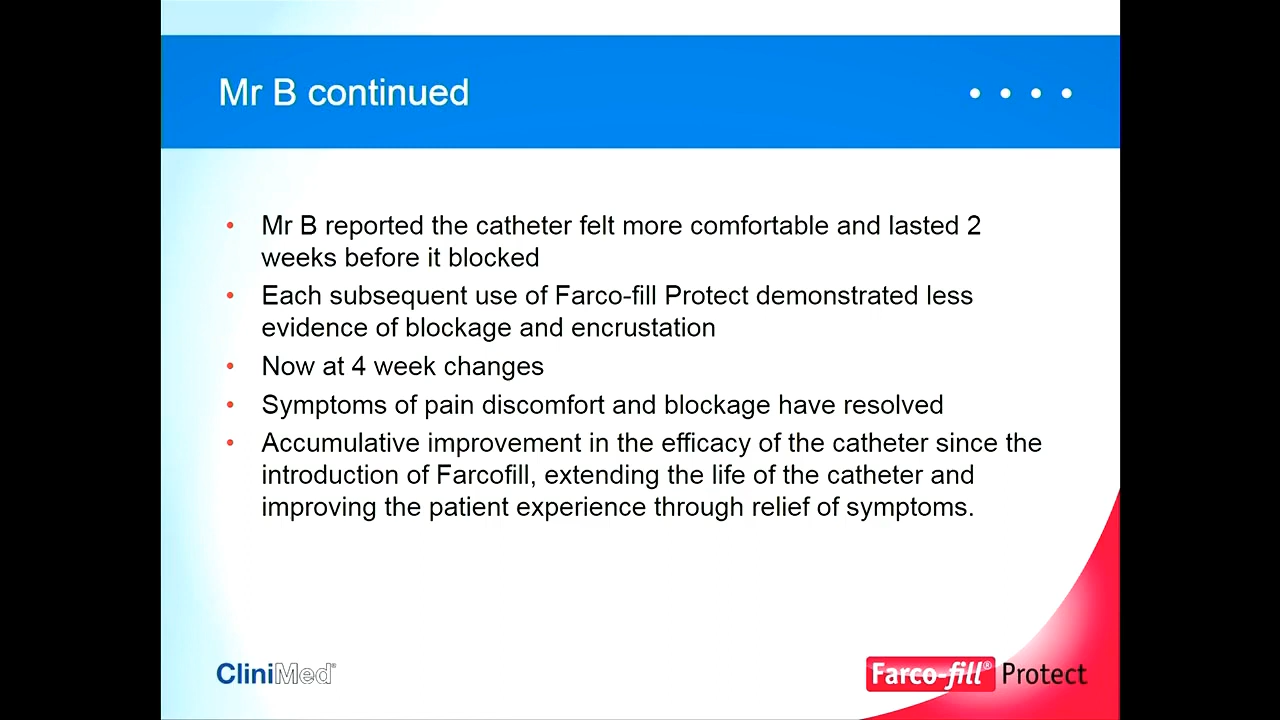 Mr B continued
• Mr B reported the catheter felt more comfortable and lasted 2
weeks before it blocked
• Each subsequent use of Farco-fill Protect demonstrated less
evidence of blockage and encrustation
• Now at 4 week changes
• Symptoms of pain discomfort and blockage have resolved
• Accumulative improvement in the efficacy of the catheter since the
introduction of Farcofill, extending the life of the catheter and
improving the patient experience through relief of symptoms.
CliniMed®
Farco-fill® Protect